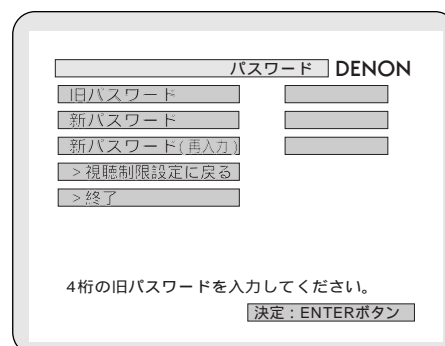 パスワード DENON
旧パスワード
新パスワード
新パスワード(再入力)
>視聴制限設定に戻る
>終了
4桁の旧パスワードを入力してください。
決定：ENTERボタン